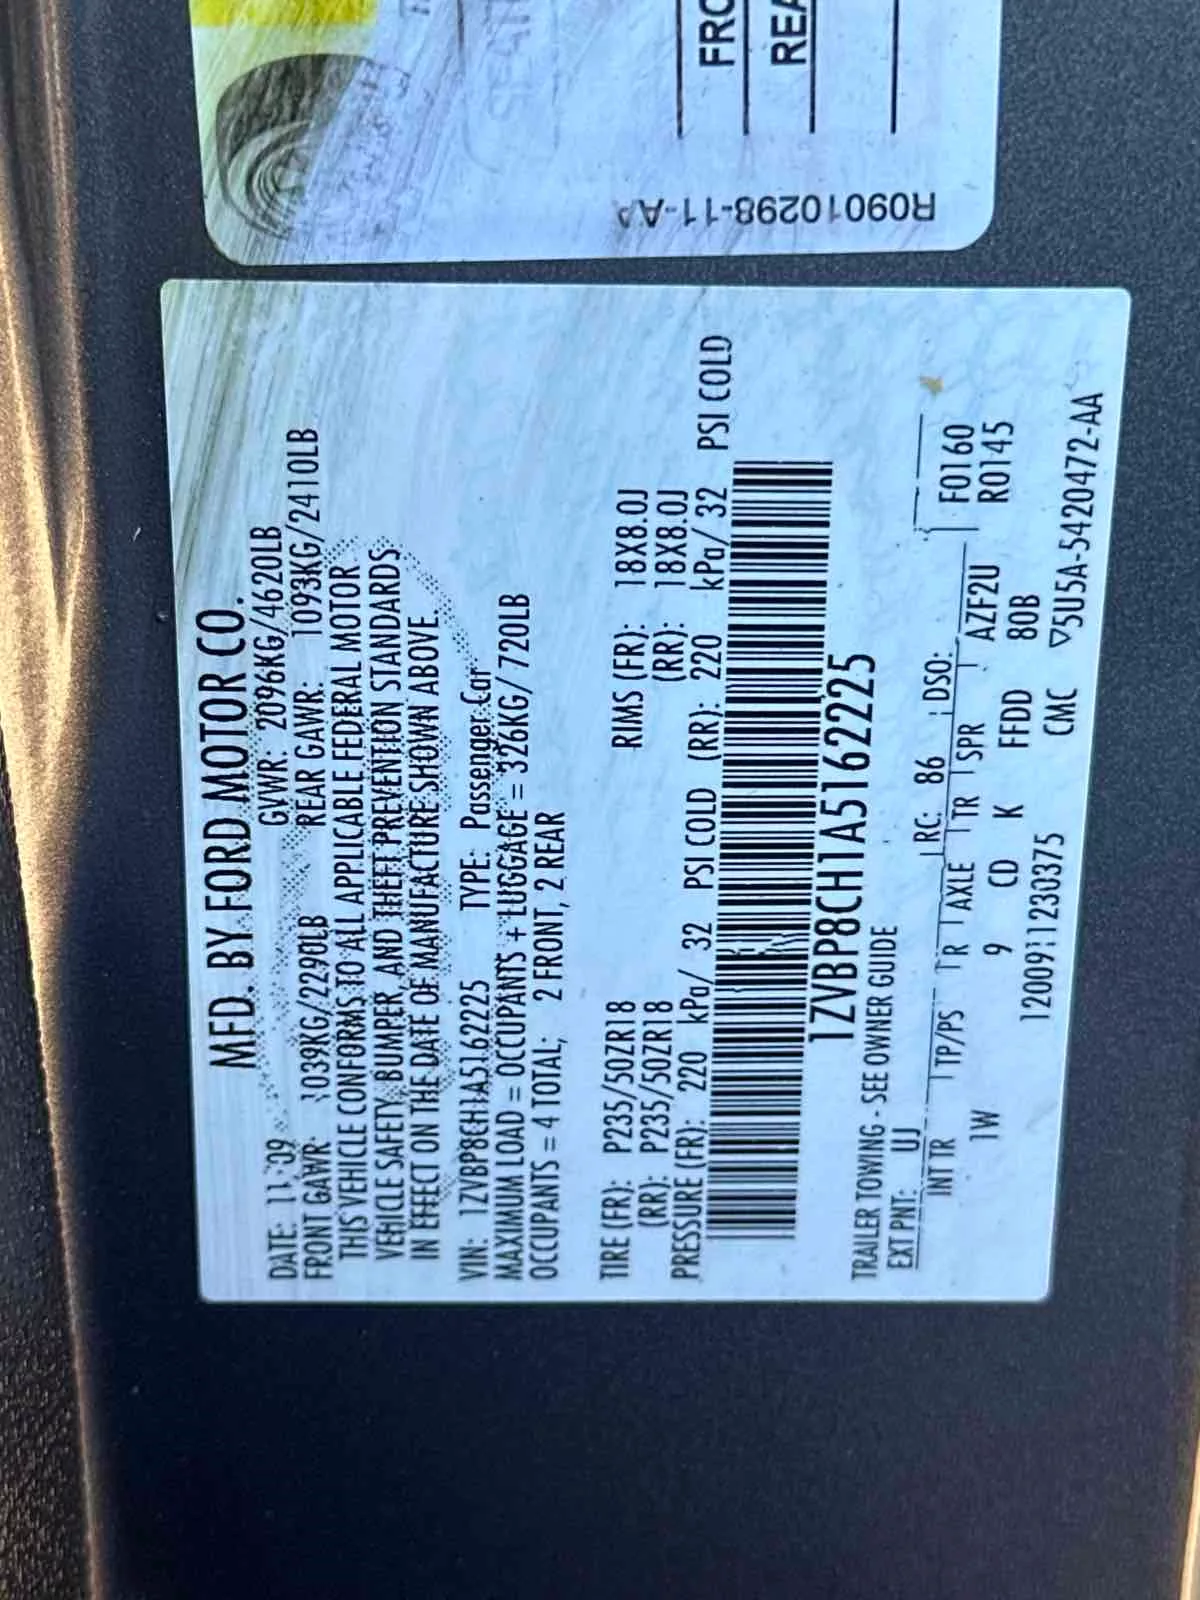 MFD. BY FORD MOTOR CO.
DATE: 11/09 GVWR: 2096KG/4620LB
FRONT GAWR: 1039KG/2290LB REAR GAWR: 1093KG/2410LB
THIS VEHICLE CONFORMS TO ALL APPLICABLE FEDERAL MOTOR
VEHICLE SAFETY, BUMPER, AND THEFT PREVENTION STANDARDS
IN EFFECT ON THE DATE OF MANUFACTURE SHOWN ABOVE.
VIN: 1ZVBP8CH1A5162225 TYPE: Passenger Car
MAXIMUM LOAD = OCCUPANTS + LUGGAGE = 326KG/ 720LB
OCCUPANTS = 4 TOTAL; 2 FRONT, 2 REAR
TIRE (FR): P235/50ZR18 RIMS (FR): 18X8.0J
(RR): P235/50ZR18 (RR): 18X8.0J
PRESSURE (FR): 220 kPa/ 32 PSI COLD (RR): 220 kPa/ 32 PSI COLD
1ZVBP8CH1A5162225
TRAILER TOWING - SEE OWNER GUIDE
EXT PNT: UJ RC: 86 DSO:
INT TR TP/PS R AXLE TR SPR AZF2U F0160
1W 9 CD K FFDD 80B R0145
120091123037​5 CMC ▽5U5A-5420472-AA
FRO
REA
R09010298-11-AA